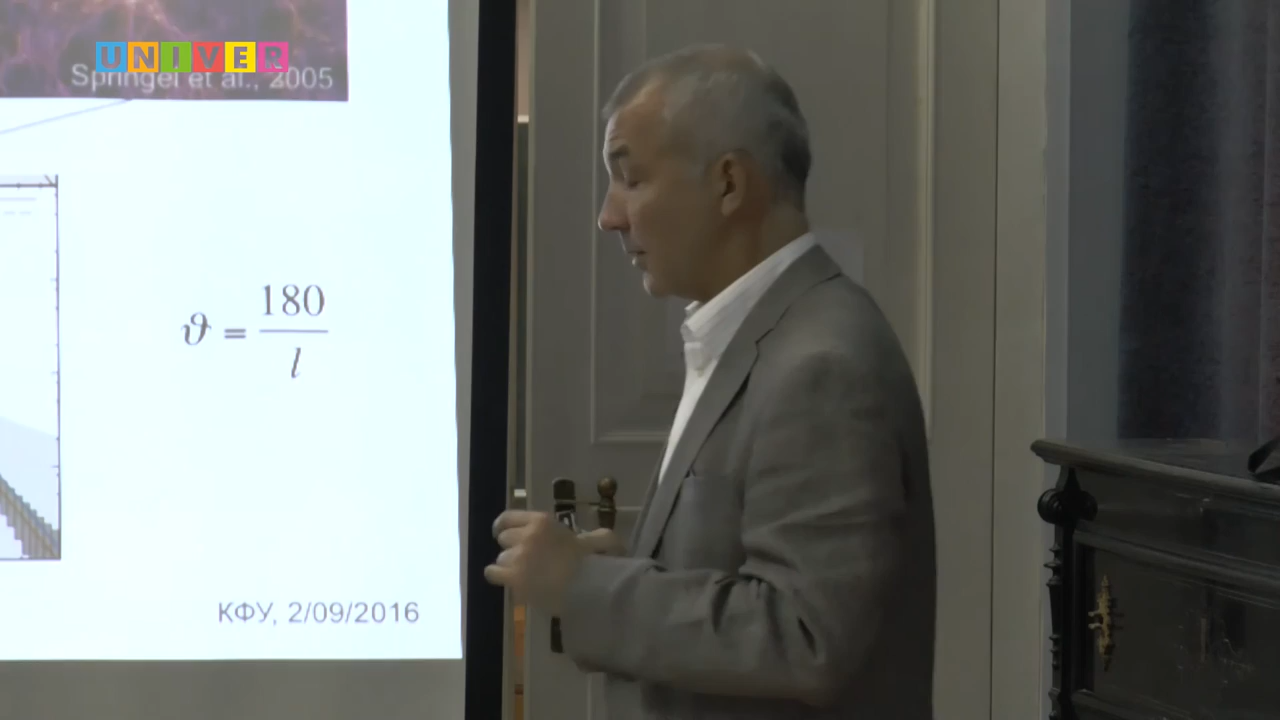 UNIVER
Springel et al., 2005
ϑ = 180 / l
КФУ, 2/09/2016